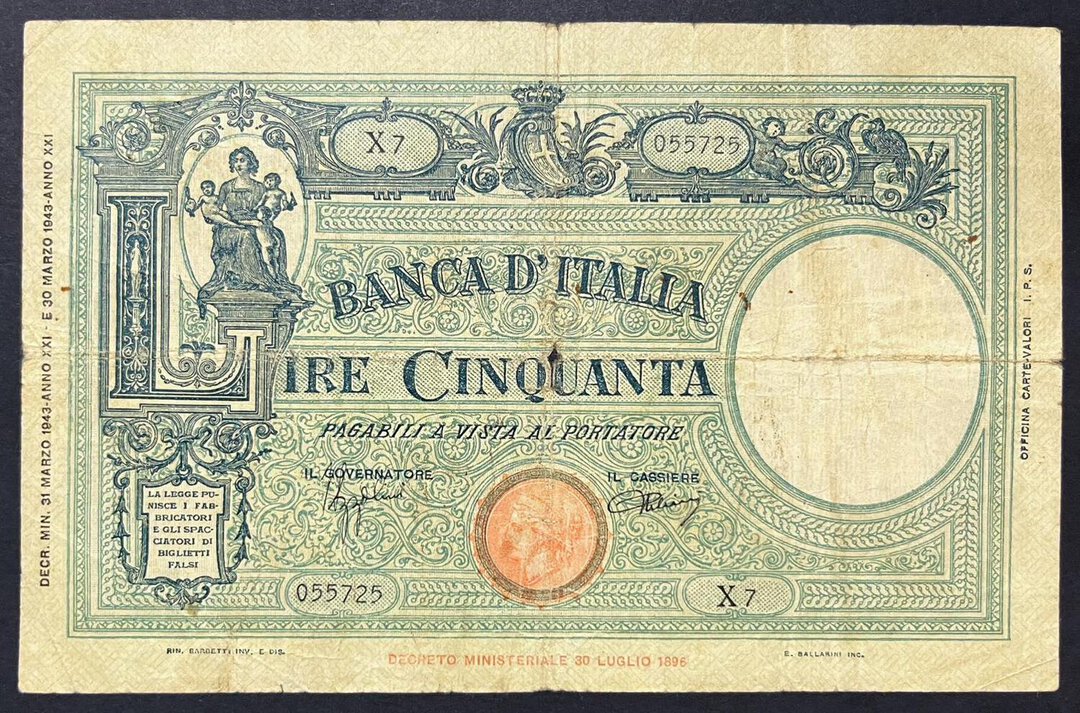 X 7
055725
BANCA D'ITALIA
LIRE CINQUANTA
PAGABILI A VISTA AL PORTATORE
IL GOVERNATORE
IL CASSIERE
LA LEGGE PU-
NISCE I FAB-
BRICATORI
E GLI SPAC-
CIATORI DI
BIGLIETTI
FALSI
055725
X 7
RIN. BARBETTI INV. E DIS.
DECRETO MINISTERIALE 30 LUGLIO 1896
E. BALLARINI INC.
DECR. MIN. 31 MARZO 1943-ANNO XXI - E 30 MARZO 1943-ANNO XXI
OFFICINA CARTE-VALORI I. P. S.